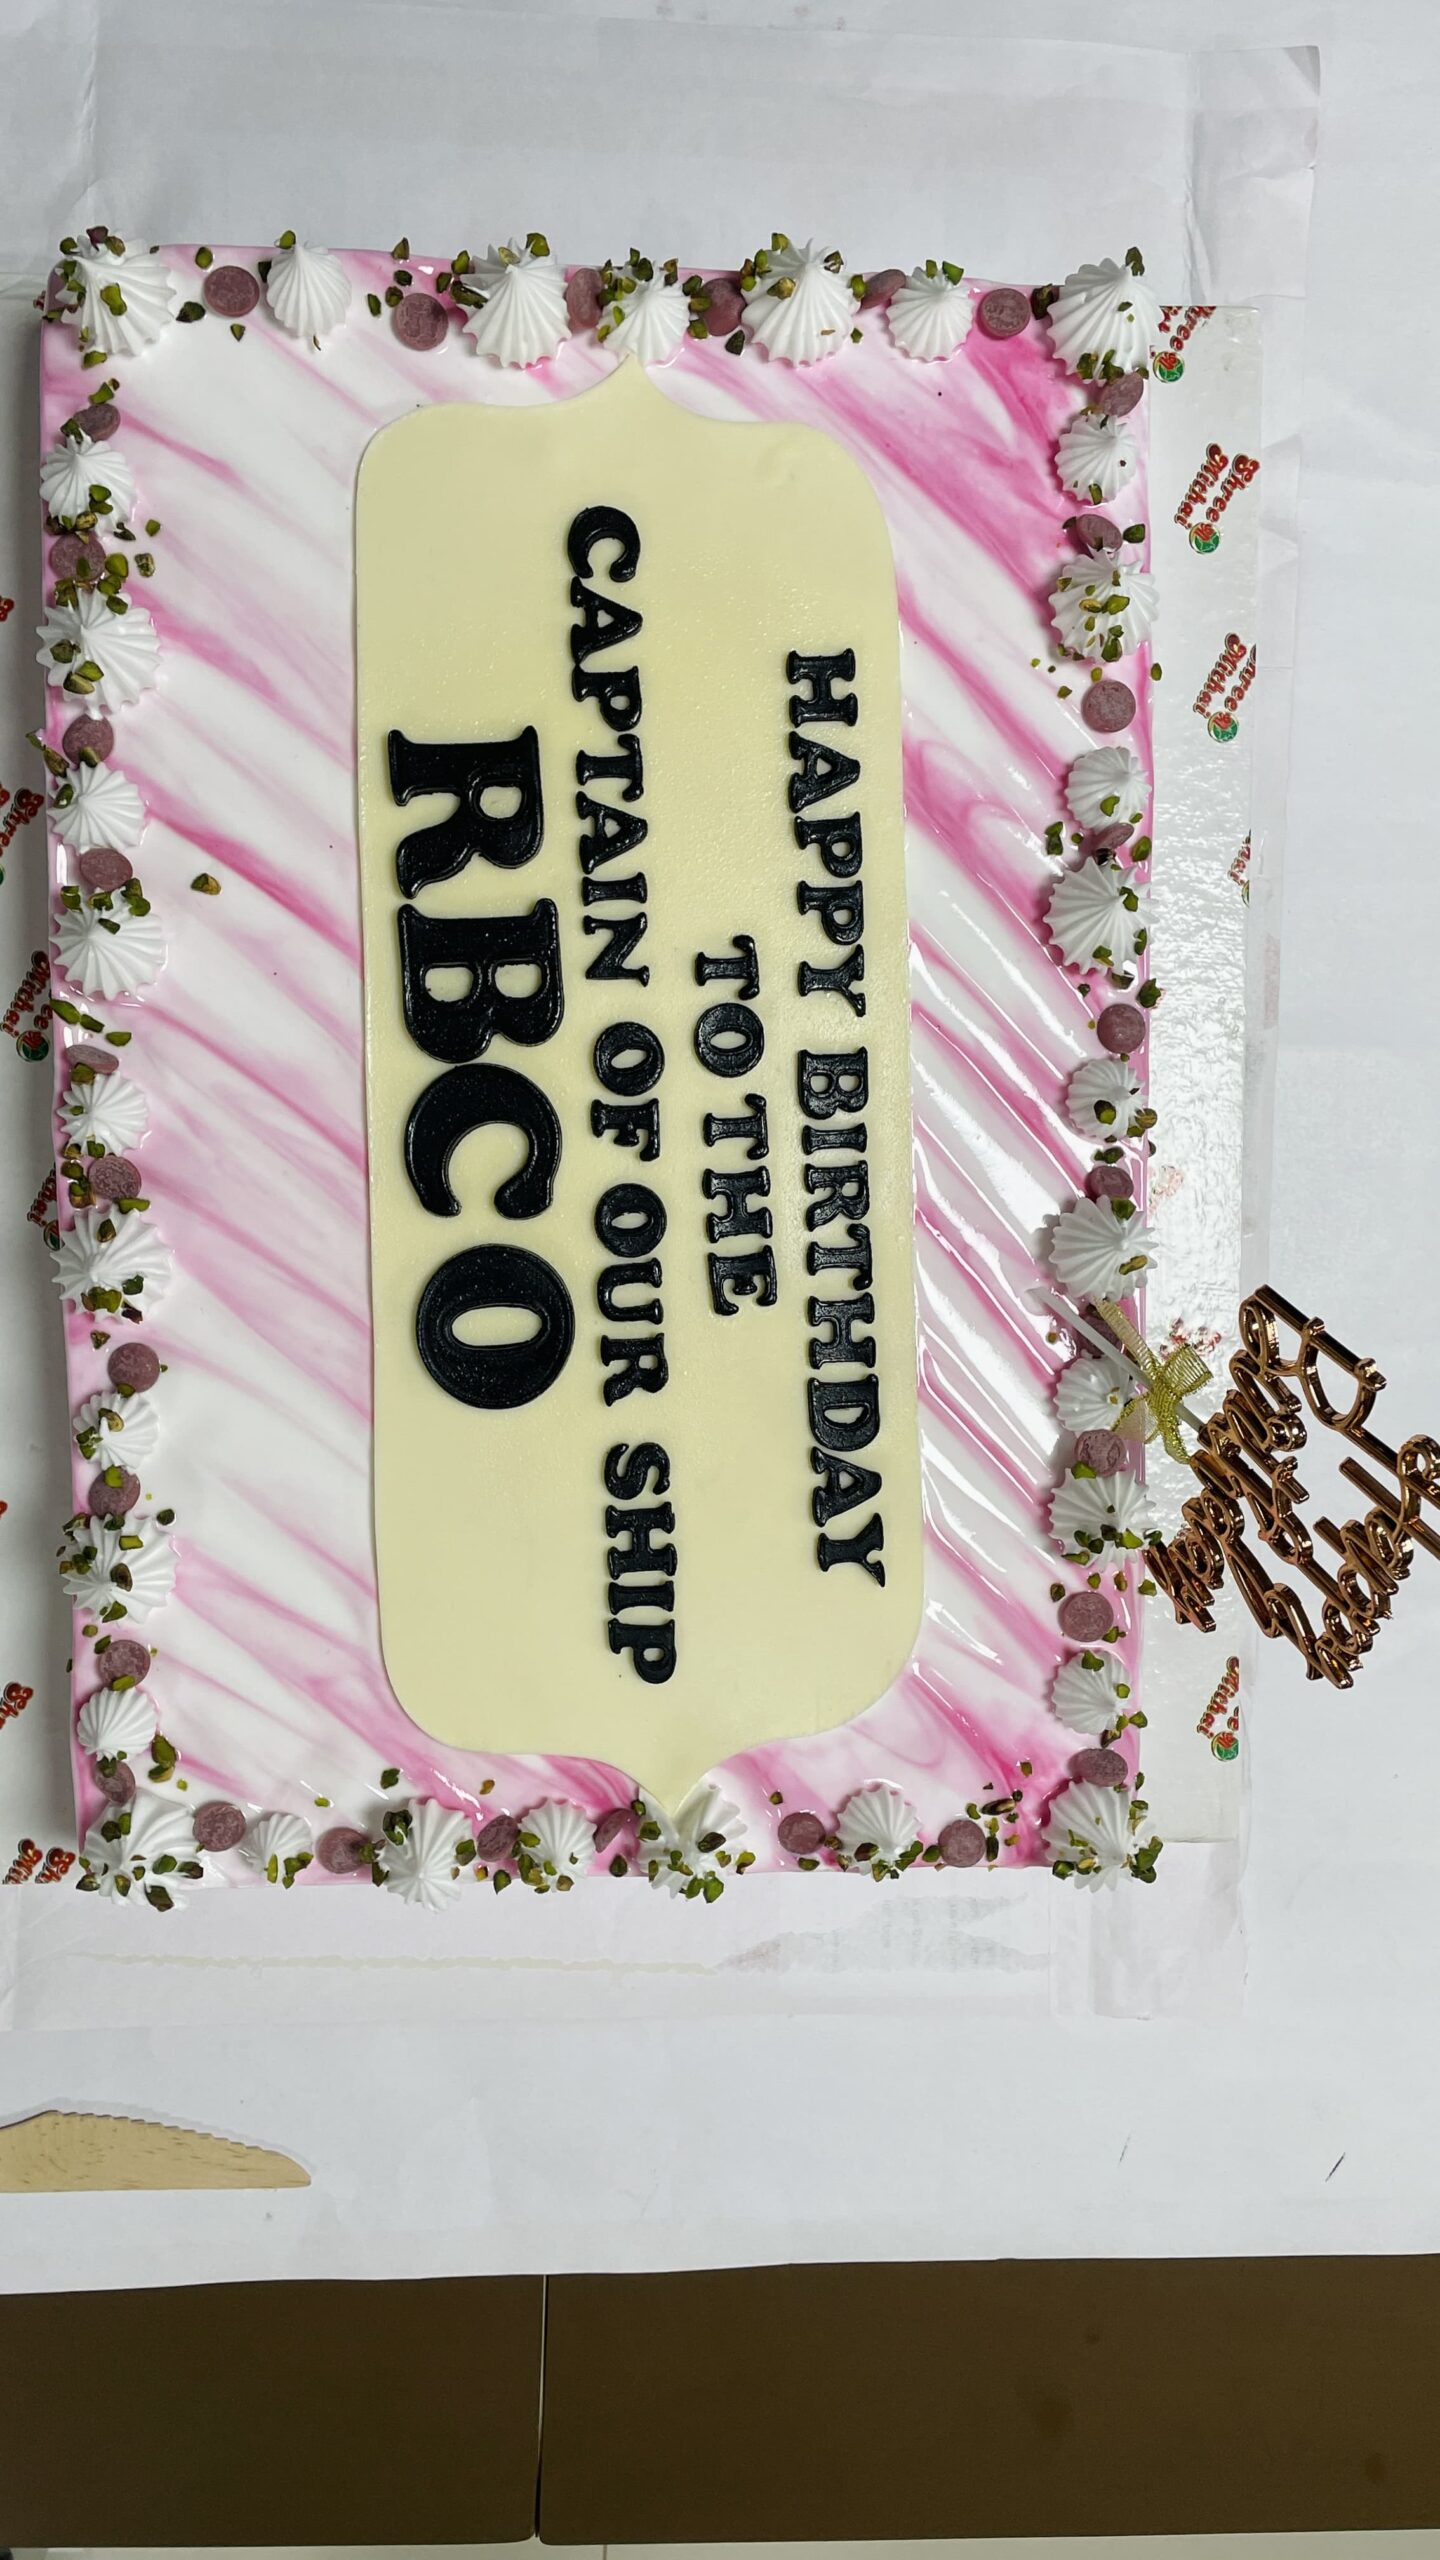 HAPPY BIRTHDAY
TO THE
CAPTAIN OF OUR SHIP
RBCO
Happy
Birthday
Shree Mithai
Shree Mithai
Shree Mithai
Shree Mithai